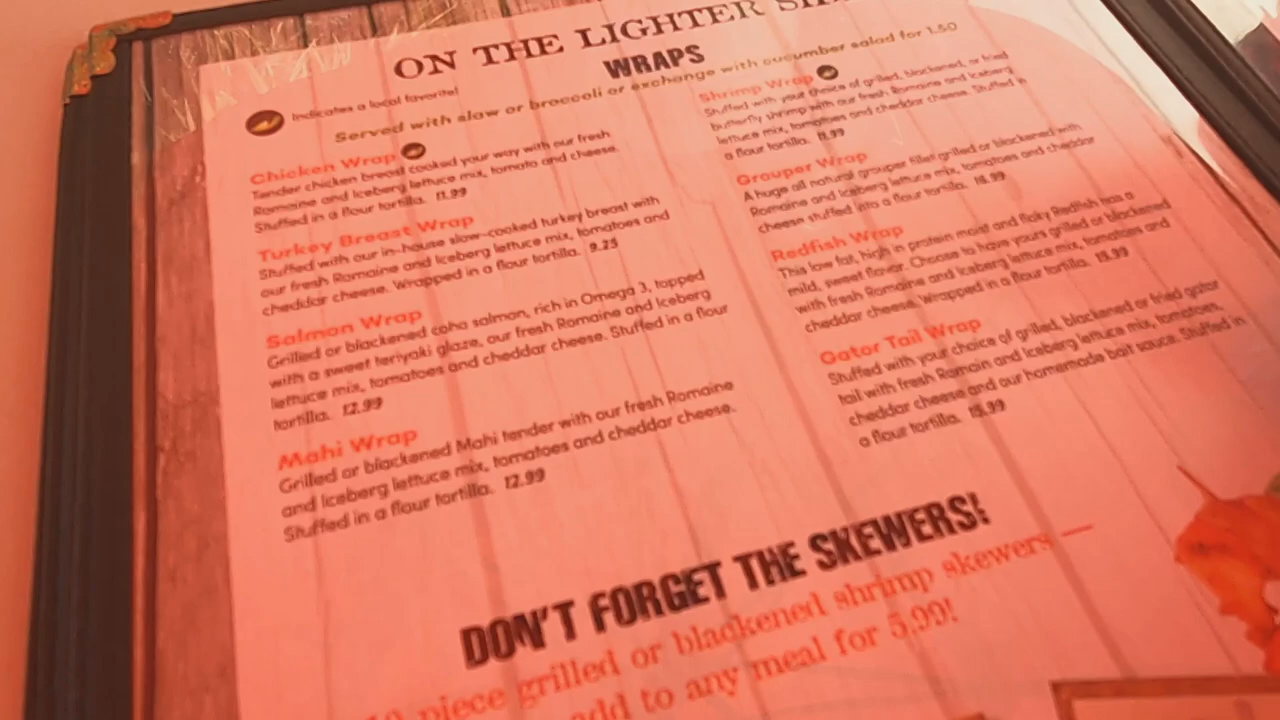 ON THE LIGHTER
WRAPS
Indicates a local favorite!
Served with slaw or broccoli or exchange with cucumber salad for 1.50
Chicken Wrap
Tender chicken breast cooked your way with our fresh
Romaine and Iceberg lettuce mix, tomato and cheese.
Stuffed in a flour tortilla. 11.99
Turkey Breast Wrap
Stuffed with our in-house slow-cooked turkey breast with
our fresh Romaine and Iceberg lettuce mix, tomatoes and
cheddar cheese. Wrapped in a flour tortilla. 9.25
Salmon Wrap
Grilled or blackened coho salmon, rich in Omega 3, topped
with a sweet teriyaki glaze, our fresh Romaine and Iceberg
lettuce mix, tomatoes and cheddar cheese. Stuffed in a flour
tortilla. 12.99
Mahi Wrap
Grilled or blackened Mahi tender with our fresh Romaine
and Iceberg lettuce mix, tomatoes and cheddar cheese.
Stuffed in a flour tortilla. 12.99
Shrimp Wrap
Stuffed with your choice of grilled, blackened, or fried
butterfly shrimp with our fresh Romaine and Iceberg
lettuce mix, tomatoes and cheddar cheese. Stuffed in
a flour tortilla. 11.99
Grouper Wrap
A huge all natural grouper fillet grilled or blackened with
Romaine and Iceberg lettuce mix, tomatoes and cheddar
cheese stuffed into a flour tortilla.
Redfish Wrap
This low fat, high in protein moist and flaky Redfish has a
mild, sweet flavor. Choose to have yours grilled or blackened
with fresh Romaine and Iceberg lettuce mix, tomatoes and
cheddar cheese. Wrapped in a flour tortilla.
Gator Tail Wrap
Stuffed with your choice of grilled, blackened or fried gator
tail with fresh Romain and Iceberg lettuce mix, tomatoes,
cheddar cheese and our homemade bait sauce. Stuffed in
a flour tortilla. 15.99
DON'T FORGET THE SKEWERS!
10 piece grilled or blackened shrimp skewers —
add to any meal for 5.99!